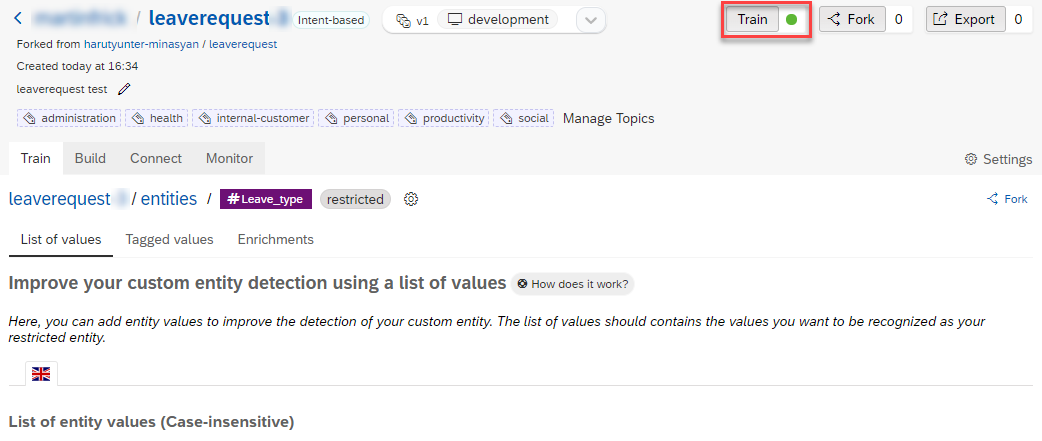 / leaverequest Intent-based v1 development Train Fork 0 Export 0
Forked from harutyunter-minasyan / leaverequest
Created today at 16:34
leaverequest test
administration health internal-customer personal productivity social Manage Topics
Train Build Connect Monitor Settings
leaverequest / entities / #Leave_type restricted Fork
List of values Tagged values Enrichments
Improve your custom entity detection using a list of values How does it work?
Here, you can add entity values to improve the detection of your custom entity. The list of values should contains the values you want to be recognized as your
restricted entity.
List of entity values (Case-insensitive)